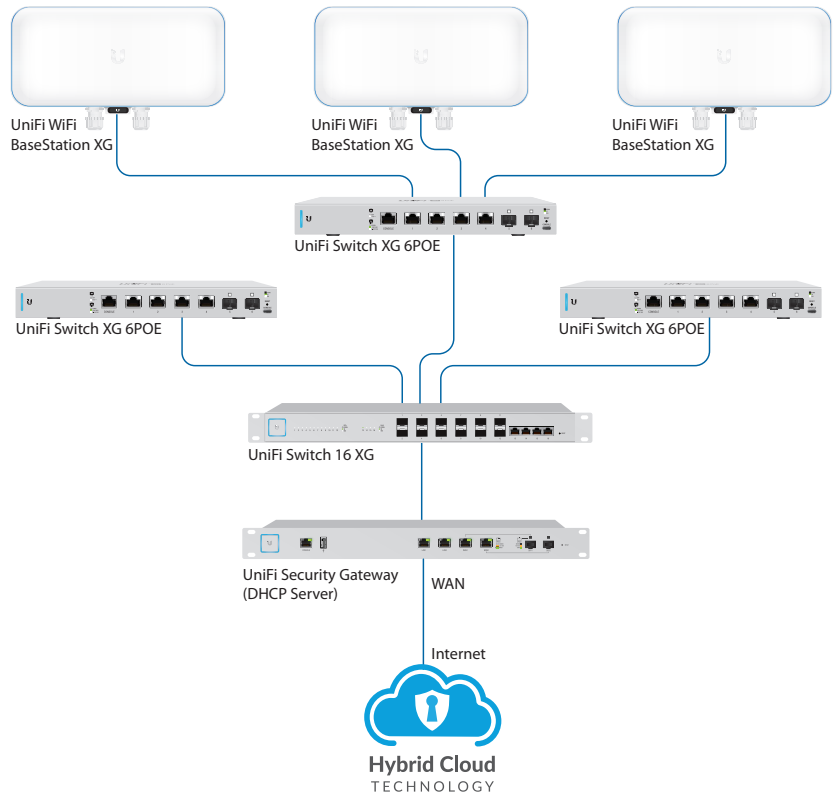 UniFi WiFi
BaseStation XG
UniFi WiFi
BaseStation XG
UniFi WiFi
BaseStation XG
UniFi Switch XG 6POE
UniFi Switch XG 6POE
UniFi Switch XG 6POE
UniFi Switch 16 XG
UniFi Security Gateway
(DHCP Server)
WAN
Internet
Hybrid Cloud
TECHNOLOGY